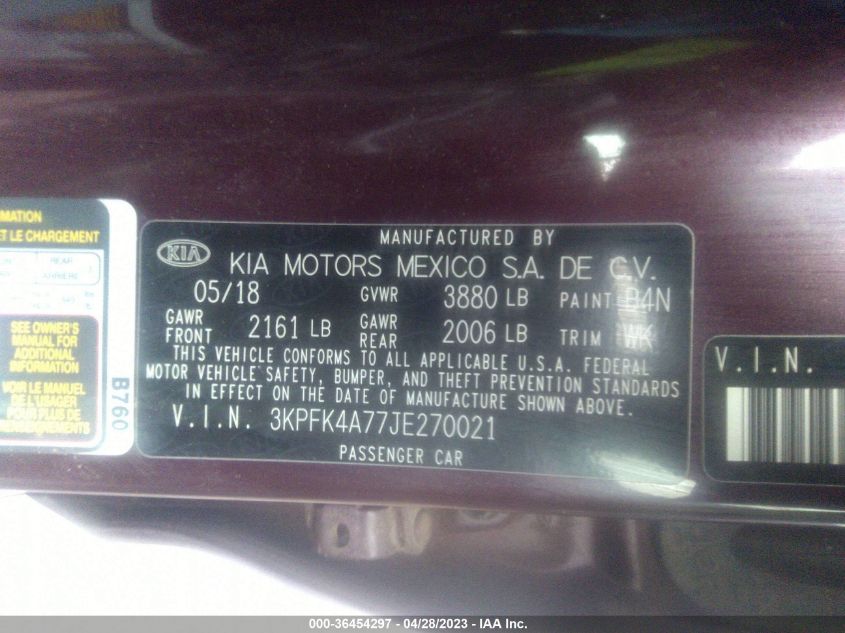 MATION
ET LE CHARGEMENT
REAR
ARRIERE
SEE OWNER'S
MANUAL FOR
ADDITIONAL
INFORMATION
VOIR LE MANUEL
DE L'USAGER
POUR PLUS DE
B760
MANUFACTURED BY
KIA
KIA MOTORS MEXICO S.A. DE C.V.
05/18 GVWR 3880 LB PAINT B4N
GAWR FRONT 2161 LB GAWR REAR 2006 LB TRIM WK
THIS VEHICLE CONFORMS TO ALL APPLICABLE U.S.A. FEDERAL
MOTOR VEHICLE SAFETY, BUMPER, AND THEFT PREVENTION STANDARDS
IN EFFECT ON THE DATE OF MANUFACTURE SHOWN ABOVE.
V.I.N. 3KPFK4A77JE270021
PASSENGER CAR
V.I.N.
000-36454297 - 04/28/2023 - IAA Inc.